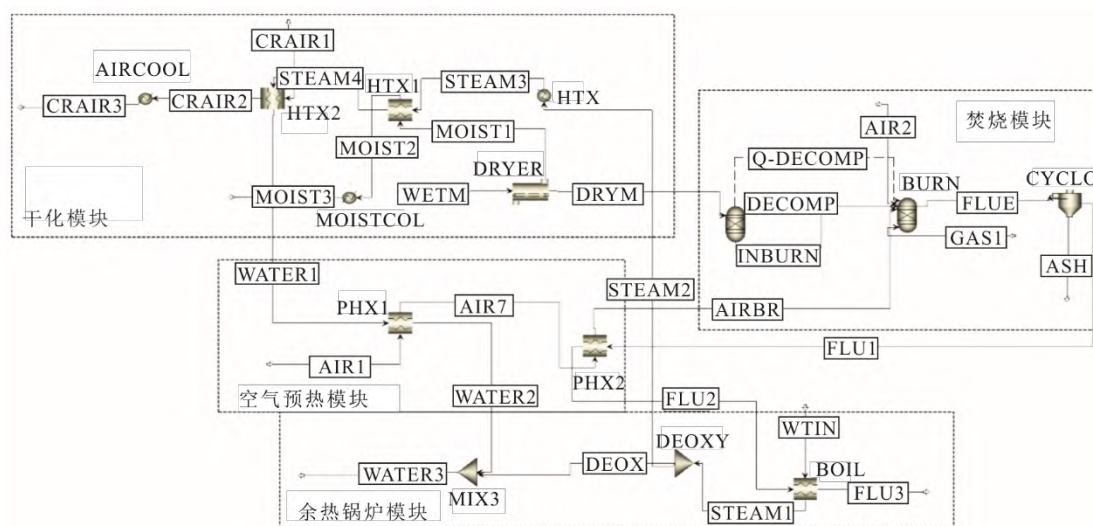 CRAIR1
AIRCOOL
STEAM4
HTX1
STEAM3
CRAIR3
CRAIR2
HTX2
HTX
MOIST1
MOIST2
DRYER
WETM
DRYM
MOIST3
MOISTCOL
干化模块
AIR2
焚烧模块
Q-DECOMP
BURN
CYCLO
DECOMP
FLUE
INBURN
GAS1
ASH
WATER1
STEAM2
PHX1
AIR7
AIRBR
AIR1
FLU1
PHX2
空气预热模块
WATER2
FLU2
WTIN
DEOXY
WATER3
DEOX
BOIL
MIX3
FLU3
STEAM1
余热锅炉模块